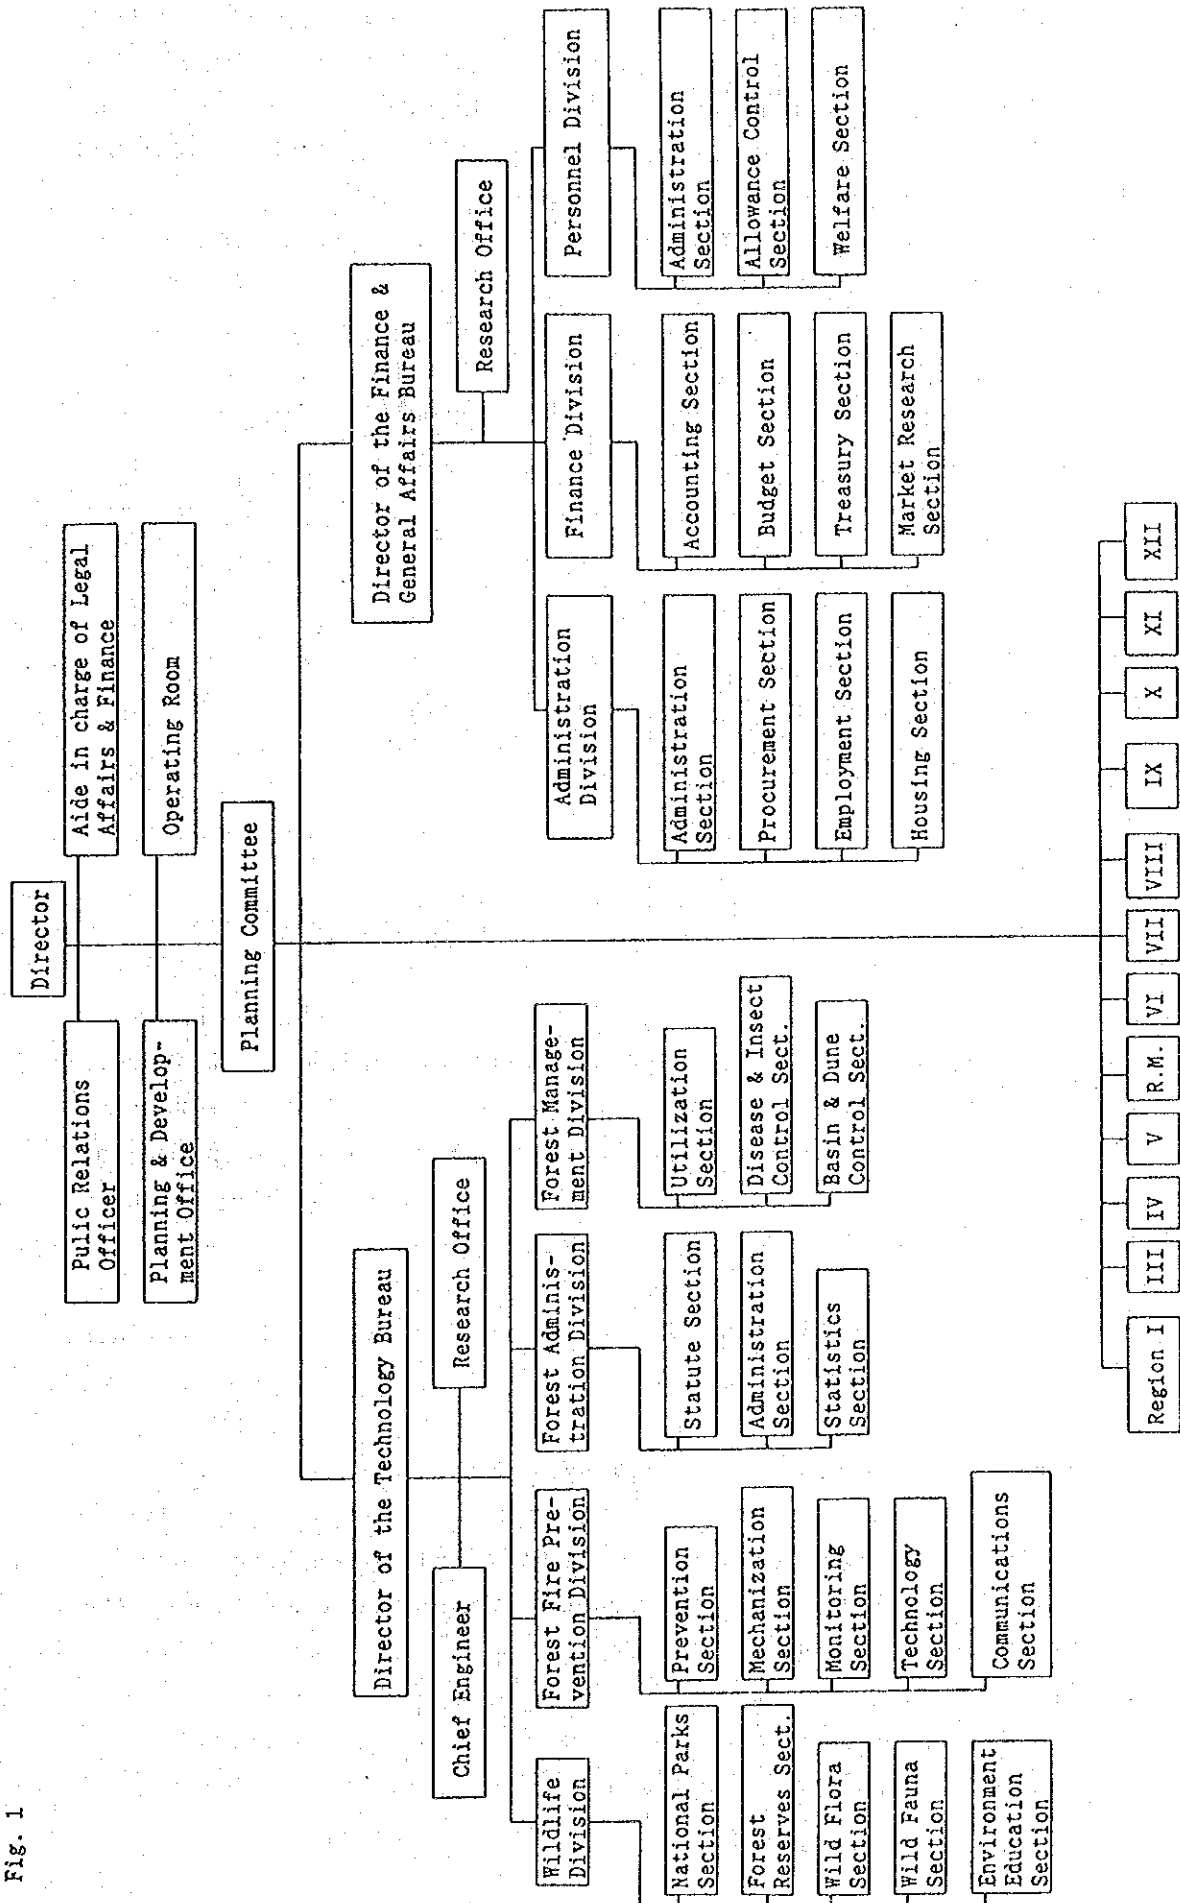 Fig. 1
Director
Pulic Relations
Officer
Aide in charge of Legal
Affairs & Finance
Planning & Develop-
ment Office
Operating Room
Planning Committee
Director of the Technology Bureau
Director of the Finance &
General Affairs Bureau
Chief Engineer
Research Office
Research Office
Wildlife
Division
Forest Fire Pre-
vention Division
Forest Adminis-
tration Division
Forest Manage-
ment Division
Administration
Division
Finance Division
Personnel Division
National Parks
Section
Forest
Reserves Sect.
Wild Flora
Section
Wild Fauna
Section
Environment
Education
Section
Prevention
Section
Mechanization
Section
Monitoring
Section
Technology
Section
Communications
Section
Statute Section
Administration
Section
Statistics
Section
Utilization
Section
Disease & Insect
Control Sect.
Basin & Dune
Control Sect.
Administration
Section
Procurement Section
Employment Section
Housing Section
Accounting Section
Budget Section
Treasury Section
Market Research
Section
Administration
Section
Allowance Control
Section
Welfare Section
Region I
III
IV
V
R.M.
VI
VII
VIII
IX
X
XI
XII